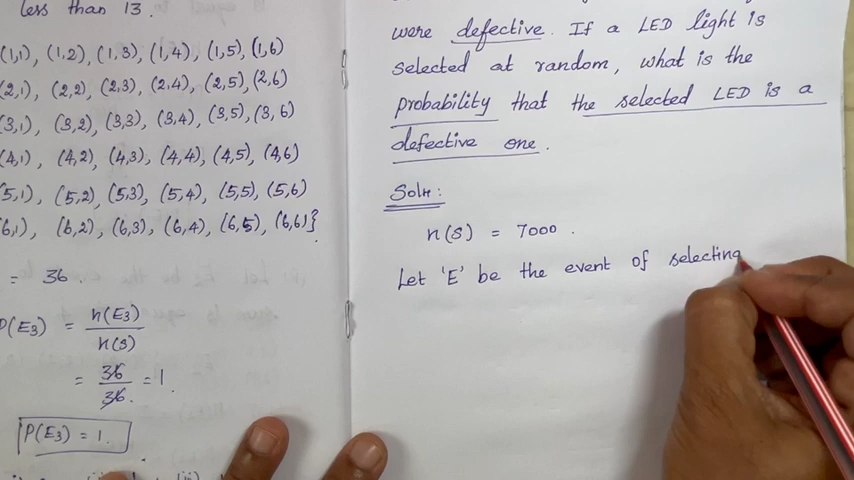 less than 13.
(1,1), (1,2), (1,3), (1,4), (1,5), (1,6)
(2,1), (2,2), (2,3), (2,4), (2,5), (2,6)
(3,1), (3,2), (3,3), (3,4), (3,5), (3,6)
(4,1), (4,2), (4,3), (4,4), (4,5), (4,6)
(5,1), (5,2), (5,3), (5,4), (5,5), (5,6)
(6,1), (6,2), (6,3), (6,4), (6,5), (6,6)}
= 36.
P(E3) = n(E3)
n(S)
= 36
36. = 1.
P(E3) = 1.
were defective. If a LED light is
selected at random, what is the
probability that the selected LED is a
defective one.
Soln:
n(S) = 7000.
Let 'E' be the event of selecting